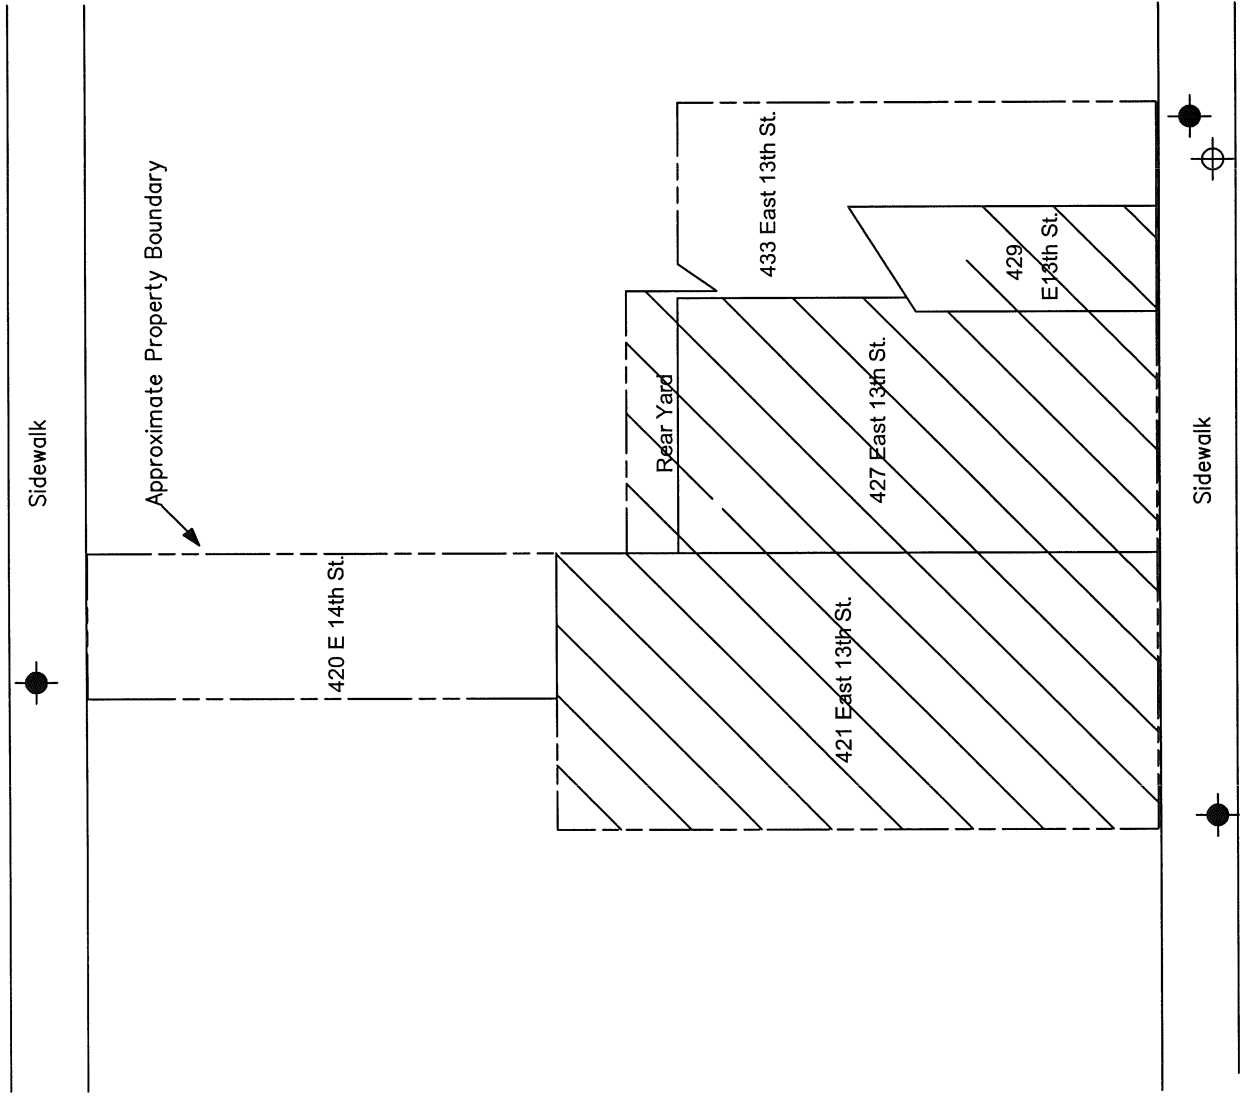 Sidewalk
Approximate Property Boundary
420 E 14th St.
Rear Yard
433 East 13th St.
427 East 13th St.
421 East 13th St.
429
E13th St.
Sidewalk